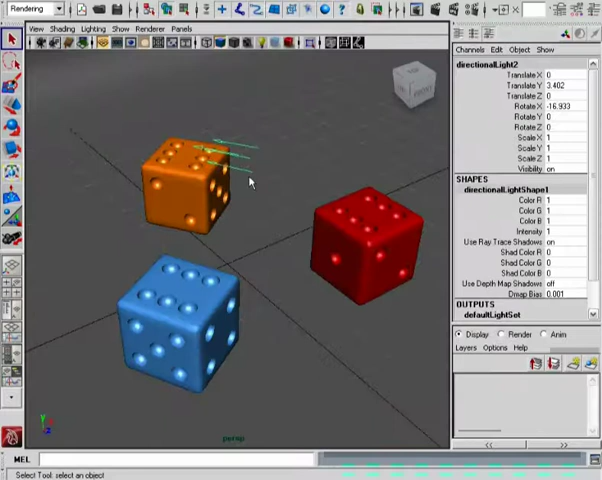 Rendering
View Shading Lighting Show Renderer Panels
Channels Edit Object Show
directionalLight2
Translate X 0
Translate Y 3.402
Translate Z 0
Rotate X -16.933
Rotate Y 0
Rotate Z 0
Scale X 1
Scale Y 1
Scale Z 1
Visibility on
SHAPES
directionalLightShape1
Color R 1
Color G 1
Color B 1
Intensity 1
Use Ray Trace Shadows on
Shad Color R 0
Shad Color G 0
Shad Color B 0
Use Depth Map Shadows off
Dmap Bias 0.001
OUTPUTS
defaultLightSet
Display Render Anim
Layers Options Help
<< >>
Y
Z
persp
MEL
Select Tool: select an object